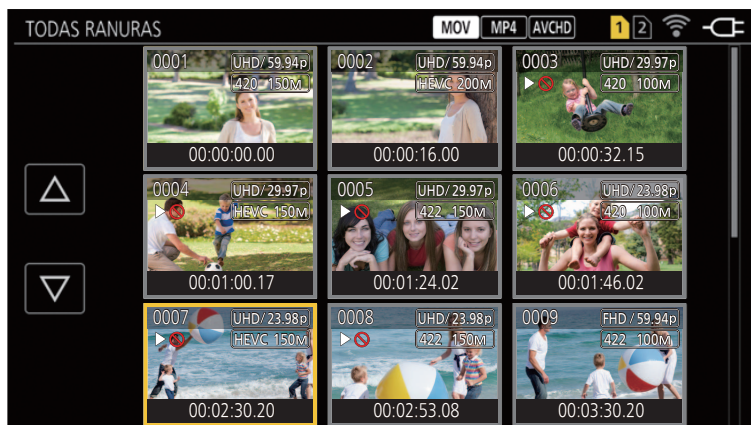 TODAS RANURAS MOV MP4 AVCHD 1 2
0001 UHD/59.94p 0002 UHD/59.94p 0003 UHD/29.97p
420 150M HEVC 200M 420 100M
00:00:00.00 00:00:16.00 00:00:32.15
0004 UHD/29.97p 0005 UHD/29.97p 0006 UHD/23.98p
HEVC 150M 422 150M 420 100M
00:01:00.17 00:01:24.02 00:01:46.02
0007 UHD/23.98p 0008 UHD/23.98p 0009 FHD/59.94p
HEVC 150M 422 150M 422 100M
00:02:30.20 00:02:53.08 00:03:30.20